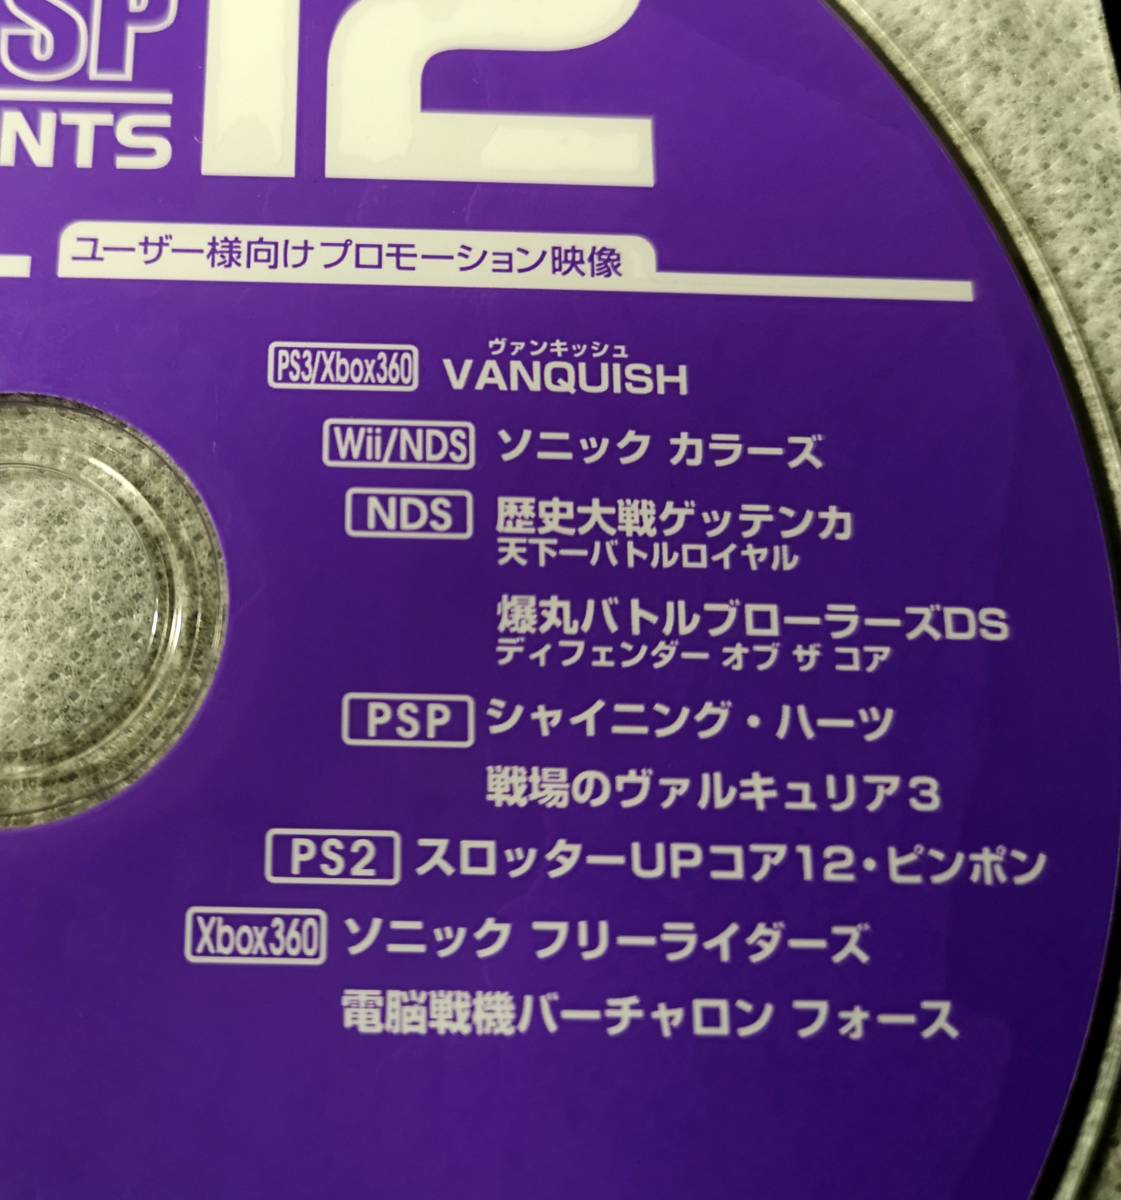 SP
12
NTS
ユーザー様向けプロモーション映像
ヴァンキッシュ
PS3/Xbox360 VANQUISH
Wii/NDS ソニック カラーズ
NDS 歴史大戦ゲッテンカ
天下一バトルロイヤル
爆丸バトルブローラーズDS
ディフェンダー オブ ザ コア
PSP シャイニング・ハーツ
戦場のヴァルキュリア3
PS2 スロッターUPコア12・ピンポン
Xbox360 ソニック フリーライダーズ
電脳戦機バーチャロン フォース